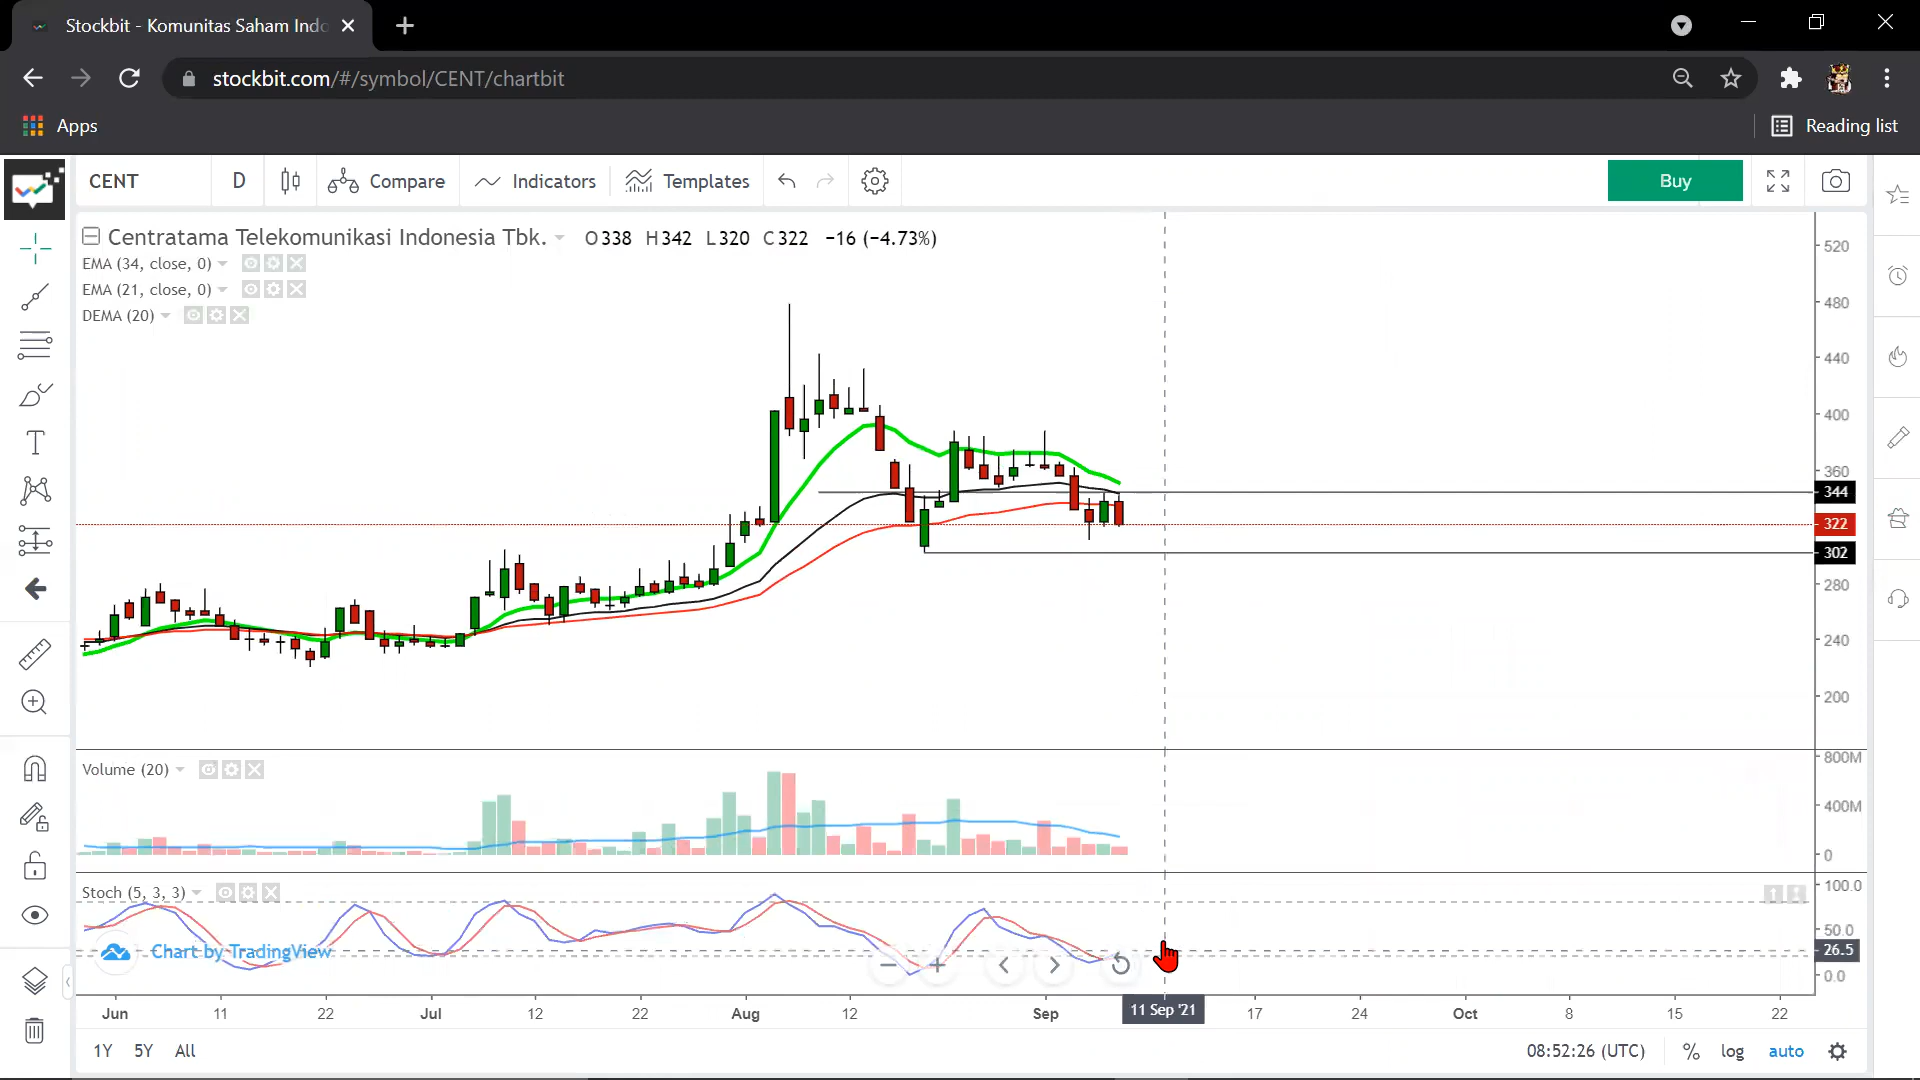 Stockbit - Komunitas Saham Indo
stockbit.com/#/symbol/CENT/chartbit
Apps
Reading list
CENT D Compare Indicators Templates Buy
Centratama Telekomunikasi Indonesia Tbk. O338 H342 L320 C322 −16 (−4.73%)
EMA (34, close, 0)
EMA (21, close, 0)
DEMA (20)
520
480
440
400
360
344
322
302
280
240
200
Volume (20)
800M
400M
0
Stoch (5, 3, 3)
100.0
50.0
26.5
0.0
Chart by TradingView
Jun 11 22 Jul 12 22 Aug 12 Sep 11 Sep '21 17 24 Oct 8 15 22
1Y 5Y All 08:52:26 (UTC) % log auto